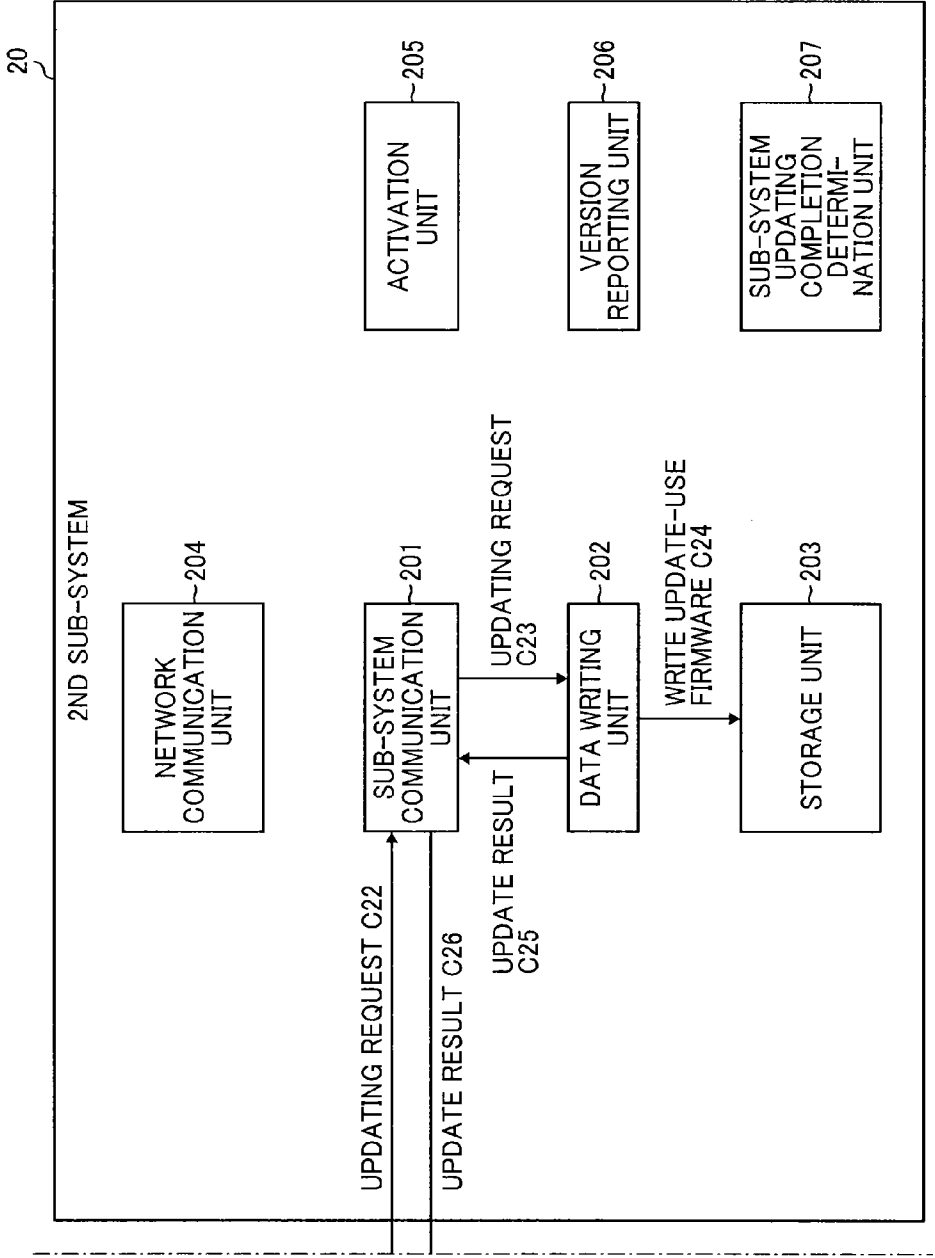 20
2ND SUB-SYSTEM
NETWORK
COMMUNICATION
UNIT
204
UPDATING REQUEST C22
UPDATE RESULT C26
SUB-SYSTEM
COMMUNICATION
UNIT
201
ACTIVATION
UNIT
205
UPDATE RESULT
C25
UPDATING REQUEST
C23
DATA WRITING
UNIT
202
VERSION
REPORTING UNIT
206
WRITE UPDATE-USE
FIRMWARE C24
STORAGE UNIT
203
SUB-SYSTEM
UPDATING
COMPLETION
DETERMI-
NATION UNIT
207